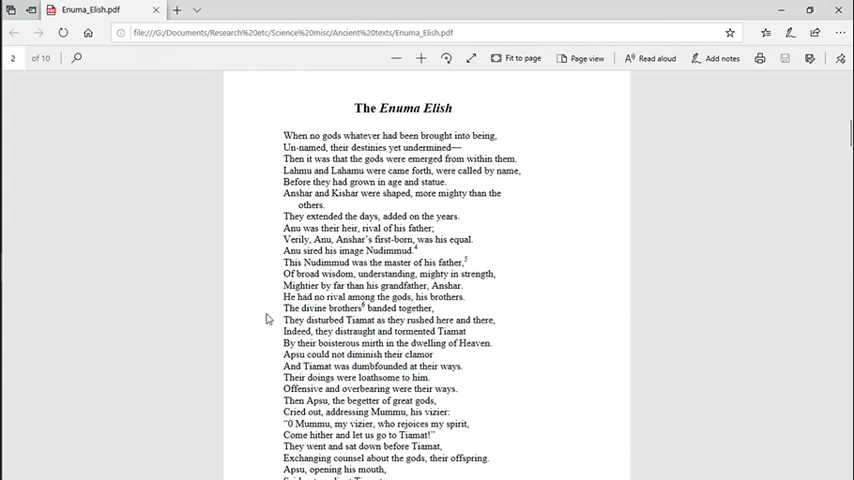 Enuma_Elish.pdf
file:///G:/Documents/Research%20etc/Science%20misc/Ancient%20texts/Enuma_Elish.pdf
2 of 10 Fit to page Page view Read aloud Add notes
The Enuma Elish
When no gods whatever had been brought into being,
Un-named, their destinies yet undermined—
Then it was that the gods were emerged from within them.
Lahmu and Lahamu were came forth, were called by name,
Before they had grown in age and statue.
Anshar and Kishar were shaped, more mighty than the
others.
They extended the days, added on the years.
Anu was their heir, rival of his father;
Verily, Anu, Anshar’s first-born, was his equal.
Anu sired his image Nudimmud.4
This Nudimmud was the master of his father,5
Of broad wisdom, understanding, mighty in strength,
Mightier by far than his grandfather, Anshar.
He had no rival among the gods, his brothers.
The divine brothers6 banded together,
They disturbed Tiamat as they rushed here and there,
Indeed, they distraught and tormented Tiamat
By their boisterous mirth in the dwelling of Heaven.
Apsu could not diminish their clamor
And Tiamat was dumbfounded at their ways.
Their doings were loathsome to him.
Offensive and overbearing were their ways.
Then Apsu, the begetter of great gods,
Cried out, addressing Mummu, his vizier:
“0 Mummu, my vizier, who rejoices my spirit,
Come hither and let us go to Tiamat!”
They went and sat down before Tiamat,
Exchanging counsel about the gods, their offspring.
Apsu, opening his mouth,